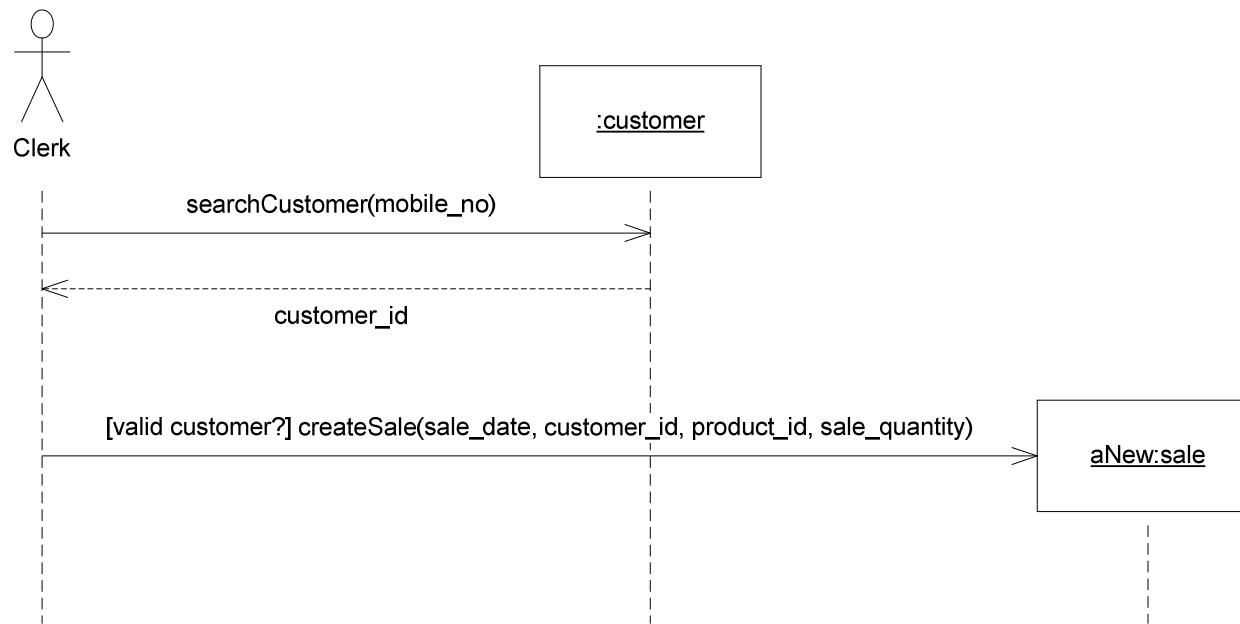 :customer
Clerk
searchCustomer(mobile_no)
customer_id
[valid customer?] createSale(sale_date, customer_id, product_id, sale_quantity)
aNew:sale